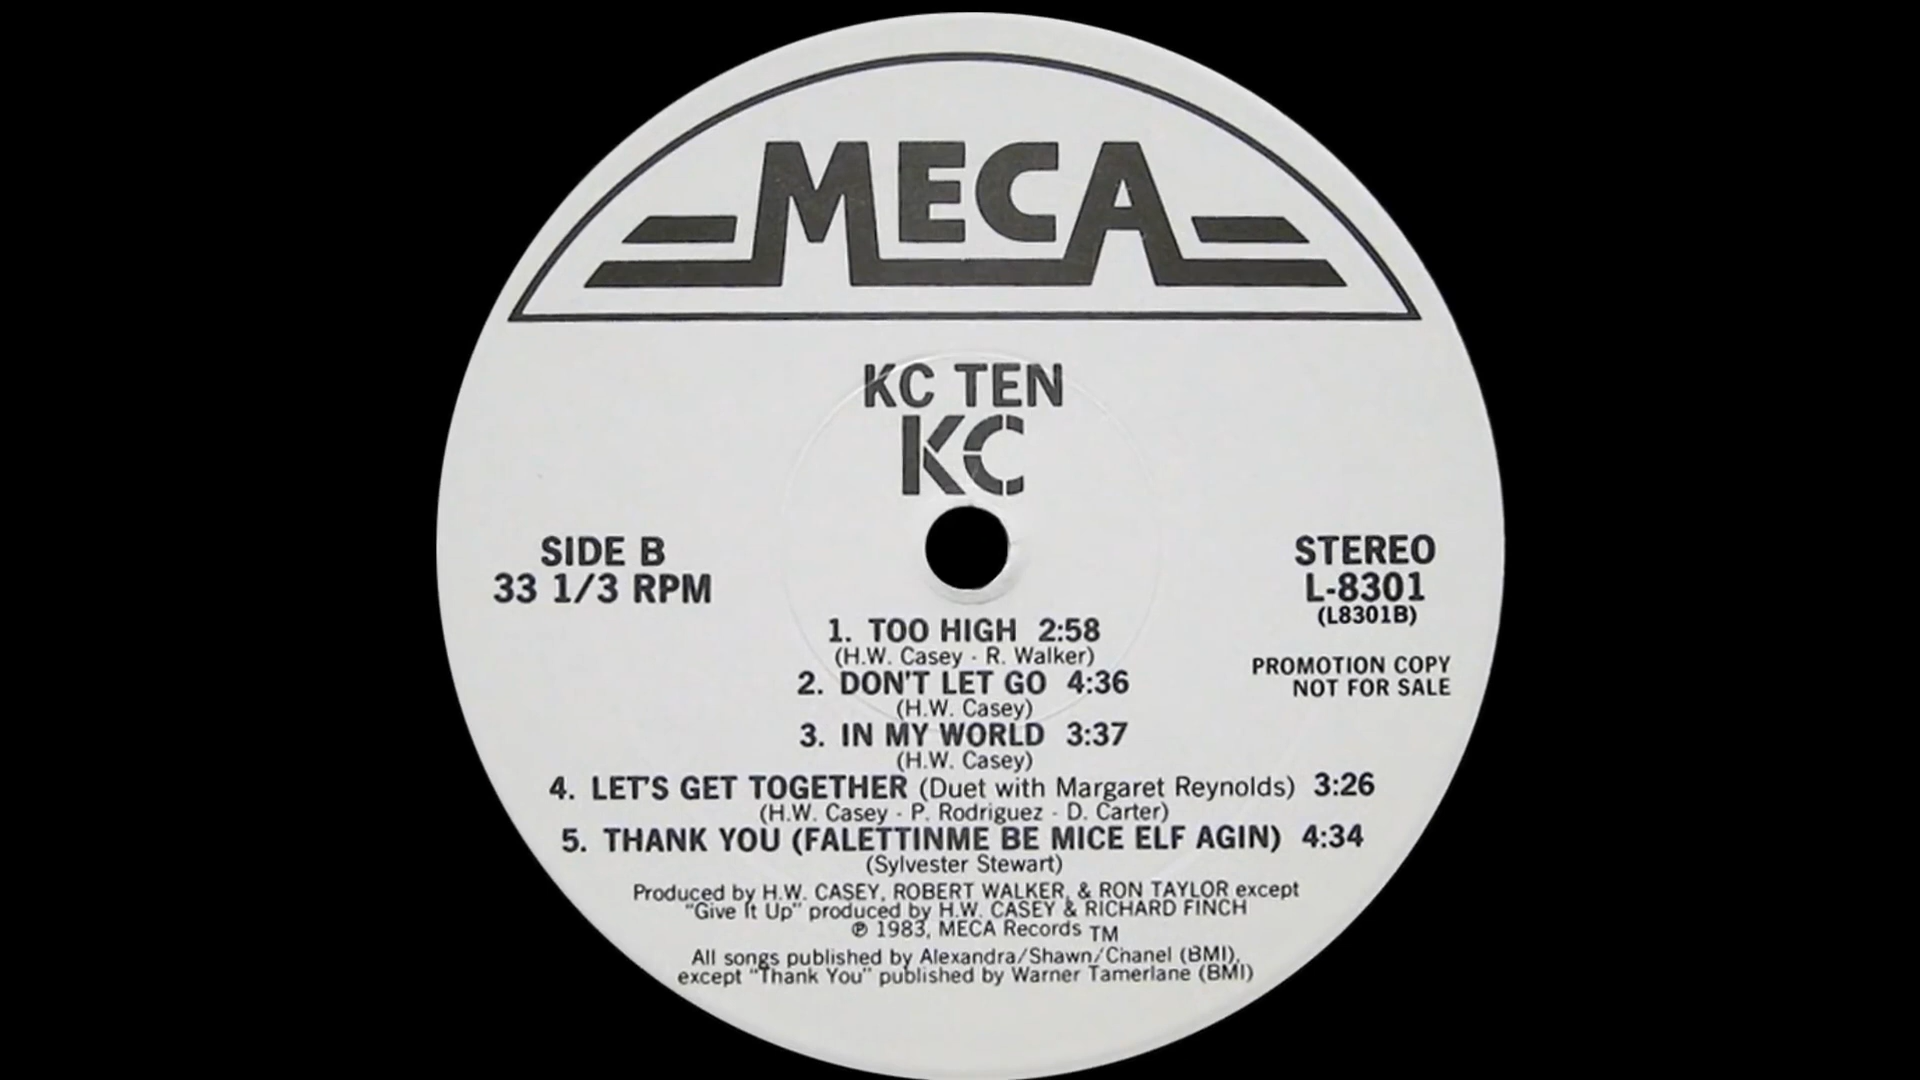 MECA
KC TEN
KC
SIDE B
33 1/3 RPM
STEREO
L-8301
(L8301B)
PROMOTION COPY
NOT FOR SALE
1. TOO HIGH 2:58
(H.W. Casey - R. Walker)
2. DON'T LET GO 4:36
(H.W. Casey)
3. IN MY WORLD 3:37
(H.W. Casey)
4. LET'S GET TOGETHER (Duet with Margaret Reynolds) 3:26
(H.W. Casey - P. Rodriguez - D. Carter)
5. THANK YOU (FALETTINME BE MICE ELF AGIN) 4:34
(Sylvester Stewart)
Produced by H.W. CASEY, ROBERT WALKER, & RON TAYLOR except
"Give It Up" produced by H.W. CASEY & RICHARD FINCH
℗ 1983, MECA Records TM
All songs published by Alexandra/Shawn/Chanel (BMI),
except "Thank You" published by Warner Tamerlane (BMI)